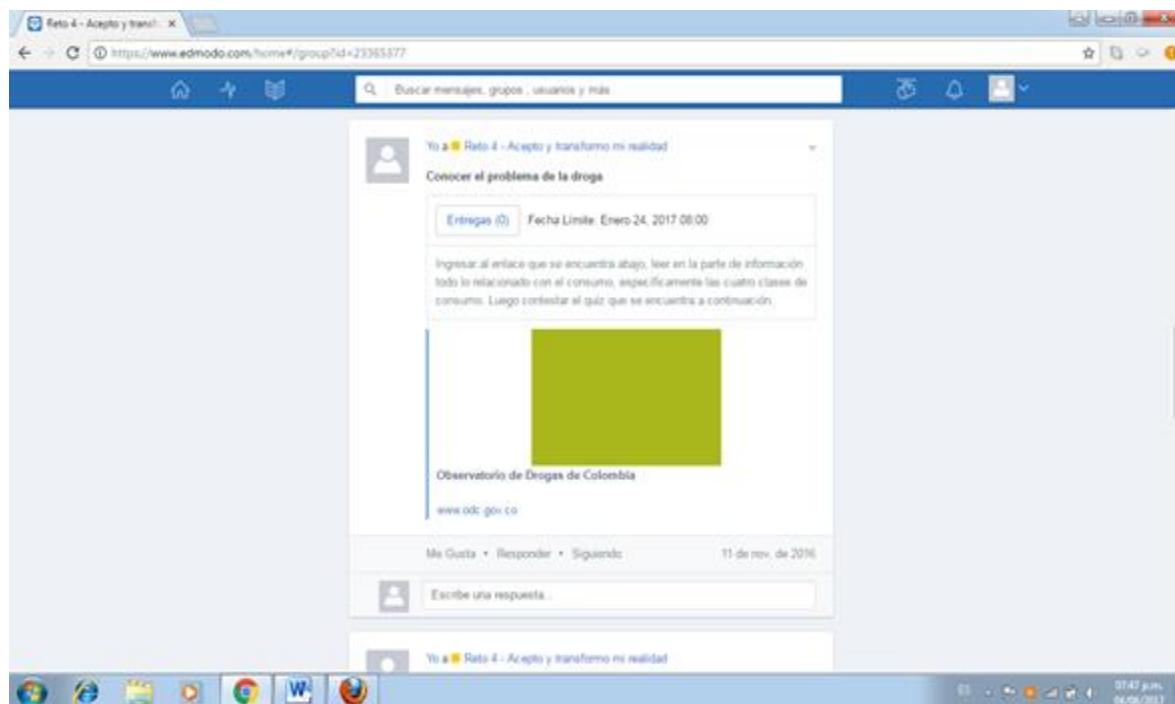 Reto 4 - Acepto y transf
https://www.edmodo.com/home#/group?id=23365377
Buscar mensajes, grupos , usuarios y más
Yo a Reto 4 - Acepto y transformo mi realidad
Conocer el problema de la droga
Entregas (0) Fecha Límite: Enero 24, 2017 08:00
Ingresar al enlace que se encuentra abajo, leer en la parte de información
todo lo relacionado con el consumo, específicamente las cuatro clases de
consumo. Luego contestar el quiz que se encuentra a continuación.
Observatorio de Drogas de Colombia
www.odc.gov.co
Me Gusta • Responder • Siguiendo 11 de nov. de 2016
Escribe una respuesta...
Yo a Reto 4 - Acepto y transformo mi realidad
ES 07:47 p.m.